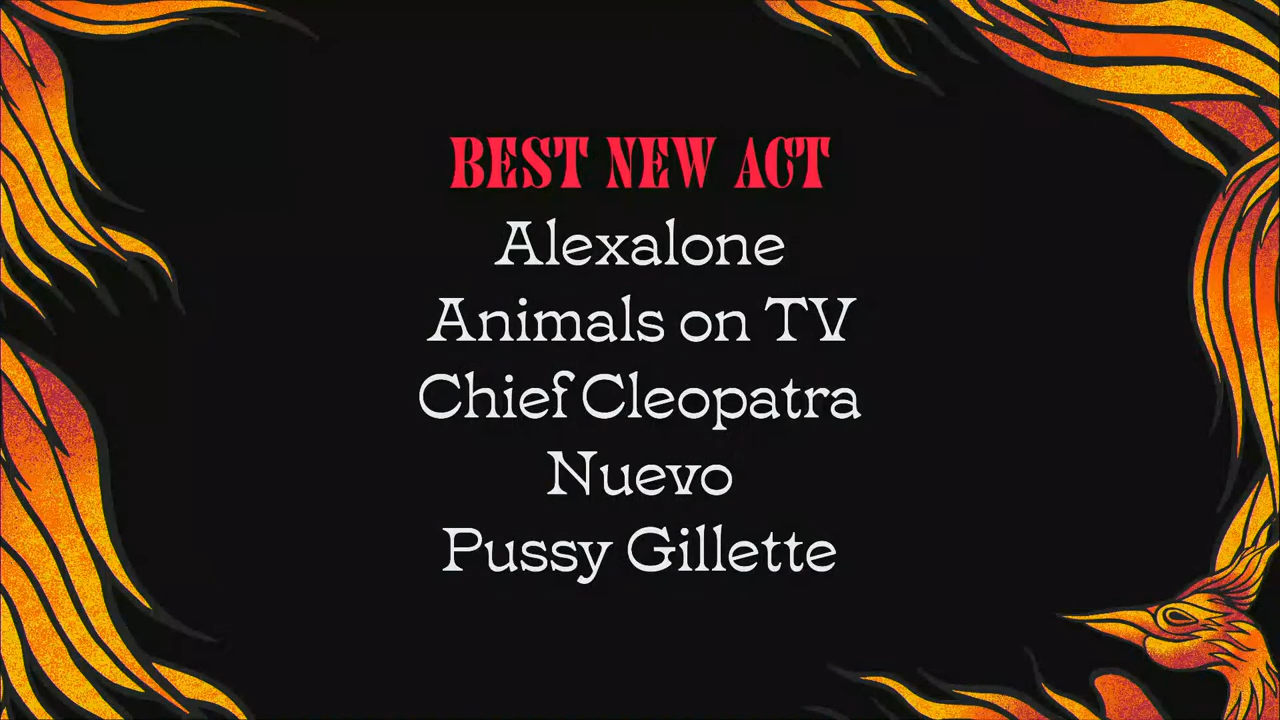 BEST NEW ACT
Alexalone
Animals on TV
Chief Cleopatra
Nuevo
Pussy Gillette